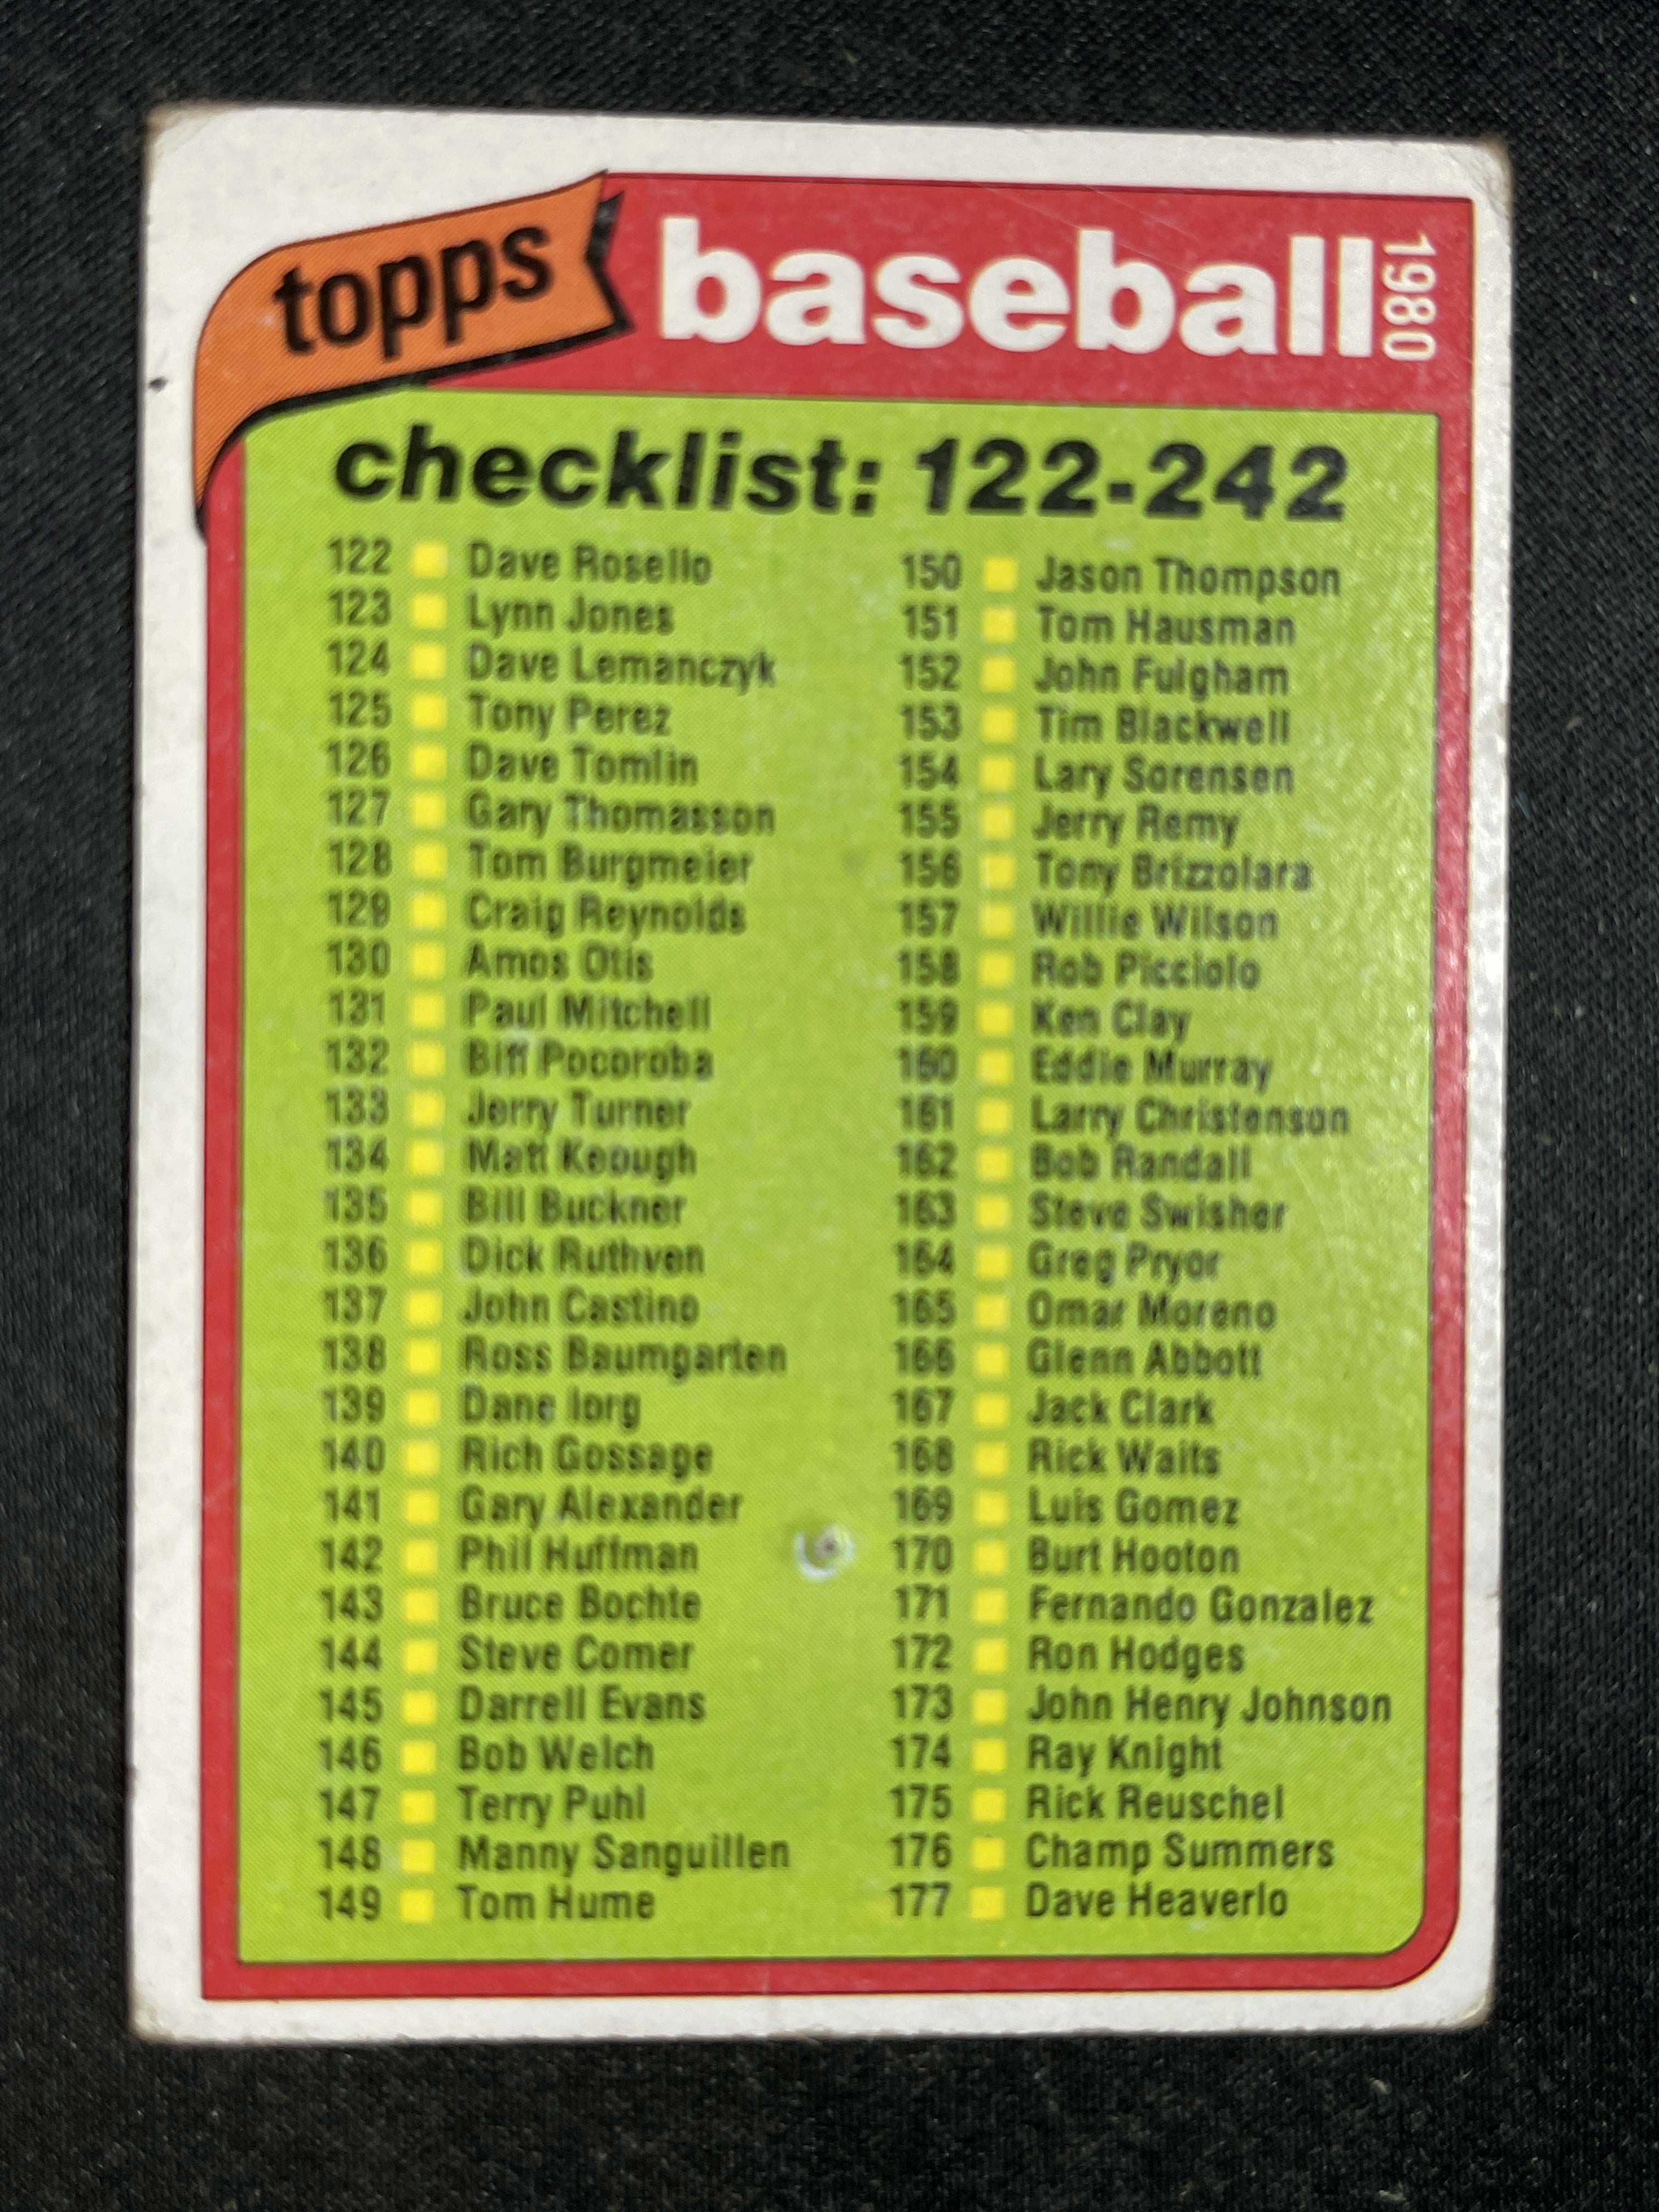 topps
baseball 1980
checklist: 122-242
122 Dave Rosello
123 Lynn Jones
124 Dave Lemanczyk
125 Tony Perez
126 Dave Tomlin
127 Gary Thomasson
128 Tom Burgmeier
129 Craig Reynolds
130 Amos Otis
131 Paul Mitchell
132 Biff Pocoroba
133 Jerry Turner
134 Matt Keough
135 Bill Buckner
136 Dick Ruthven
137 John Castino
138 Ross Baumgarten
139 Dane Iorg
140 Rich Gossage
141 Gary Alexander
142 Phil Huffman
143 Bruce Bochte
144 Steve Comer
145 Darrell Evans
146 Bob Welch
147 Terry Puhl
148 Manny Sanguillen
149 Tom Hume
150 Jason Thompson
151 Tom Hausman
152 John Fulgham
153 Tim Blackwell
154 Lary Sorensen
155 Jerry Remy
156 Tony Brizzolara
157 Willie Wilson
158 Rob Picciolo
159 Ken Clay
160 Eddie Murray
161 Larry Christenson
162 Bob Randall
163 Steve Swisher
164 Greg Pryor
165 Omar Moreno
166 Glenn Abbott
167 Jack Clark
168 Rick Waits
169 Luis Gomez
170 Burt Hooton
171 Fernando Gonzalez
172 Ron Hodges
173 John Henry Johnson
174 Ray Knight
175 Rick Reuschel
176 Champ Summers
177 Dave Heaverlo